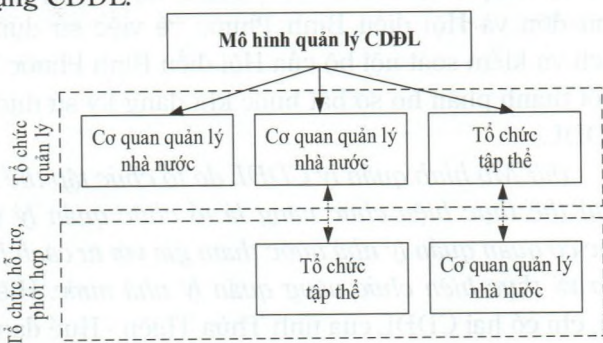 CDĐL.
Mô hình quản lý CDĐL
Tổ chức
quản lý
Cơ quan quản lý
nhà nước
Cơ quan quản lý
nhà nước
Tổ chức
tập thể
Tổ chức hỗ trợ,
phối hợp
Tổ chức
tập thể
Cơ quan quản lý
nhà nước